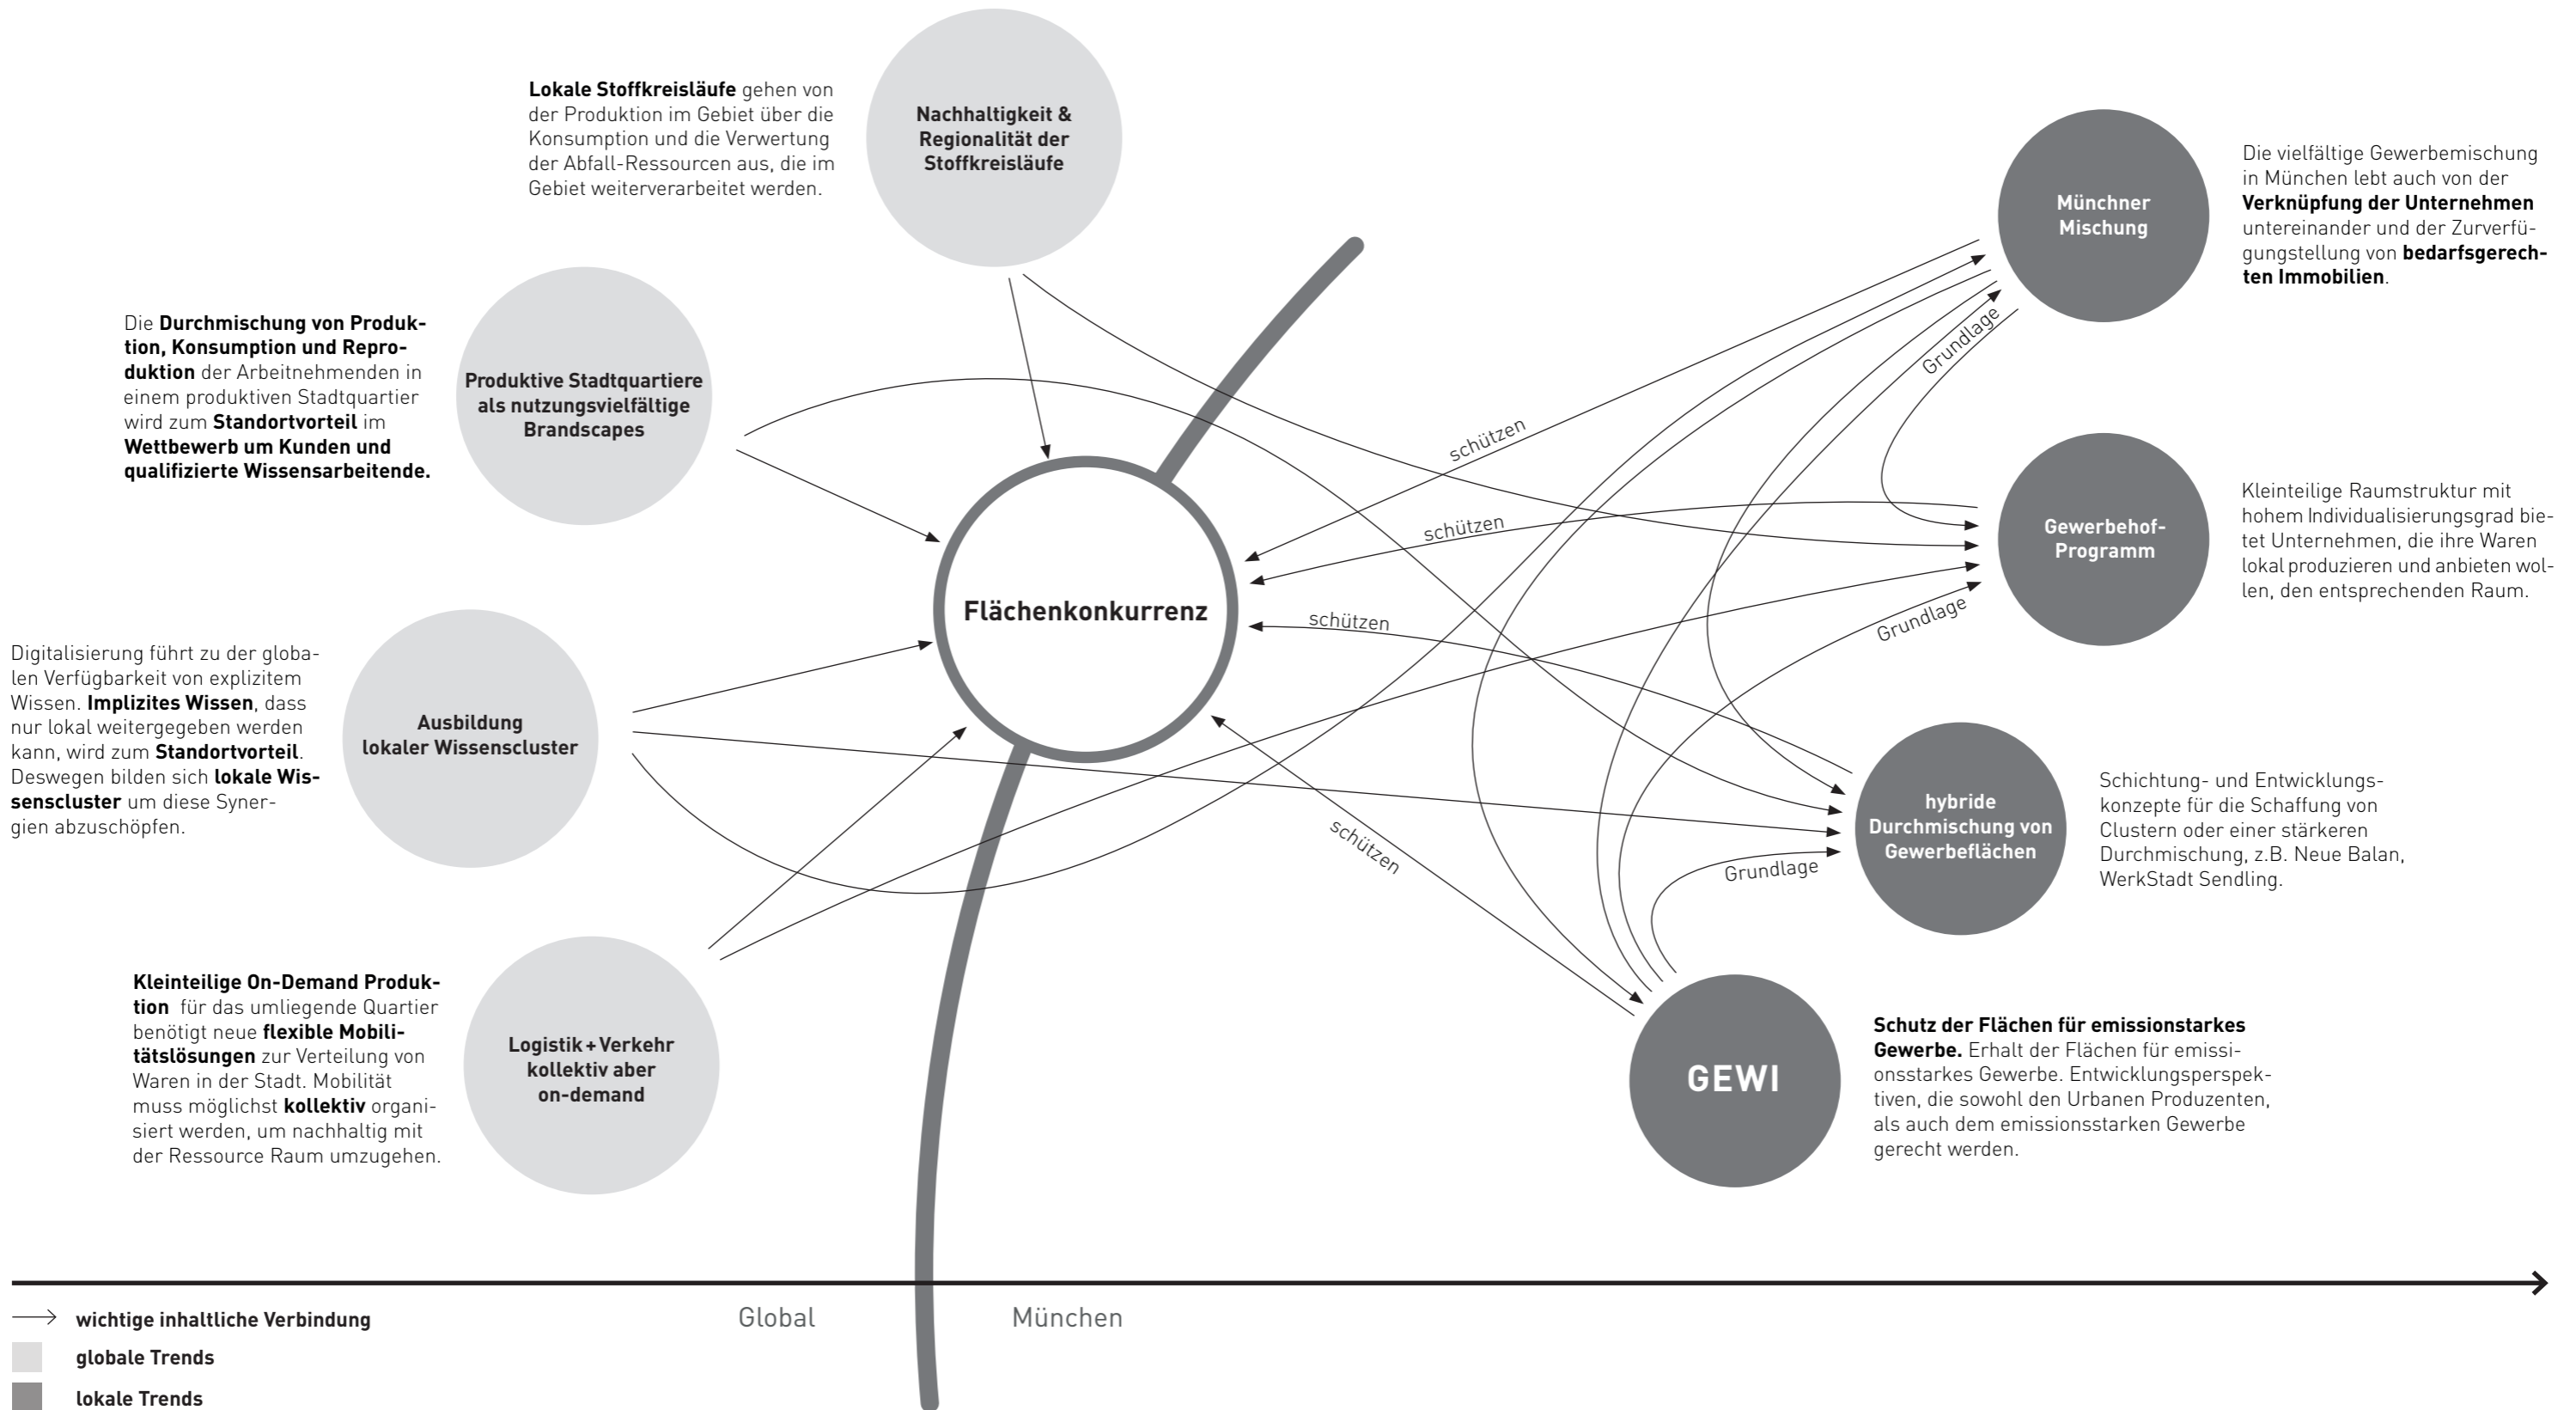 Lokale Stoffkreisläufe gehen von
der Produktion im Gebiet über die
Konsumption und die Verwertung
der Abfall-Ressourcen aus, die im
Gebiet weiterverarbeitet werden.
Nachhaltigkeit &
Regionalität der
Stoffkreisläufe
Die Durchmischung von Produk-
tion, Konsumption und Repro-
duktion der Arbeitnehmenden in
einem produktiven Stadtquartier
wird zum Standortvorteil im
Wettbewerb um Kunden und
qualifizierte Wissensarbeitende.
Produktive Stadtquartiere
als nutzungsvielfältige
Brandscapes
Digitalisierung führt zu der globa-
len Verfügbarkeit von explizitem
Wissen. Implizites Wissen, dass
nur lokal weitergegeben werden
kann, wird zum Standortvorteil.
Deswegen bilden sich lokale Wis-
senscluster um diese Syner-
gien abzuschöpfen.
Ausbildung
lokaler Wissenscluster
Kleinteilige On-Demand Produk-
tion für das umliegende Quartier
benötigt neue flexible Mobili-
tätslösungen zur Verteilung von
Waren in der Stadt. Mobilität
muss möglichst kollektiv organi-
siert werden, um nachhaltig mit
der Ressource Raum umzugehen.
Logistik + Verkehr
kollektiv aber
on-demand
Flächenkonkurrenz
schützen
schützen
schützen
schützen
Grundlage
Grundlage
Grundlage
Münchner
Mischung
Die vielfältige Gewerbemischung
in München lebt auch von der
Verknüpfung der Unternehmen
untereinander und der Zurverfü-
gungstellung von bedarfsgerech-
ten Immobilien.
Gewerbehof-
Programm
Kleinteilige Raumstruktur mit
hohem Individualisierungsgrad bie-
tet Unternehmen, die ihre Waren
lokal produzieren und anbieten wol-
len, den entsprechenden Raum.
hybride
Durchmischung von
Gewerbeflächen
Schichtung- und Entwicklungs-
konzepte für die Schaffung von
Clustern oder einer stärkeren
Durchmischung, z.B. Neue Balan,
WerkStadt Sendling.
GEWI
Schutz der Flächen für emissionstarkes
Gewerbe. Erhalt der Flächen für emissi-
onsstarkes Gewerbe. Entwicklungsperspek-
tiven, die sowohl den Urbanen Produzenten,
als auch dem emissionsstarken Gewerbe
gerecht werden.
Global
München
wichtige inhaltliche Verbindung
globale Trends
lokale Trends